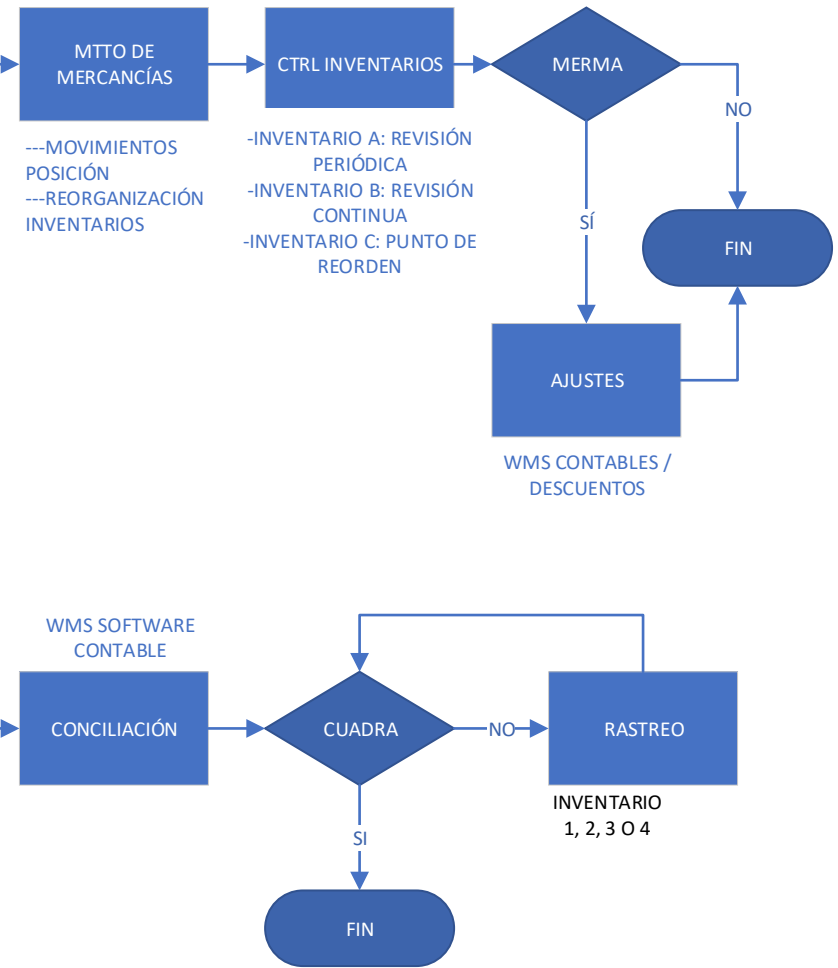 MTTO DE
MERCANCÍAS
CTRL INVENTARIOS
MERMA
NO
---MOVIMIENTOS
POSICIÓN
---REORGANIZACIÓN
INVENTARIOS
-INVENTARIO A: REVISIÓN
PERIÓDICA
-INVENTARIO B: REVISIÓN
CONTINUA
-INVENTARIO C: PUNTO DE
REORDEN
SÍ
FIN
AJUSTES
WMS CONTABLES /
DESCUENTOS
WMS SOFTWARE
CONTABLE
CONCILIACIÓN
CUADRA
NO
RASTREO
INVENTARIO
1, 2, 3 O 4
SI
FIN